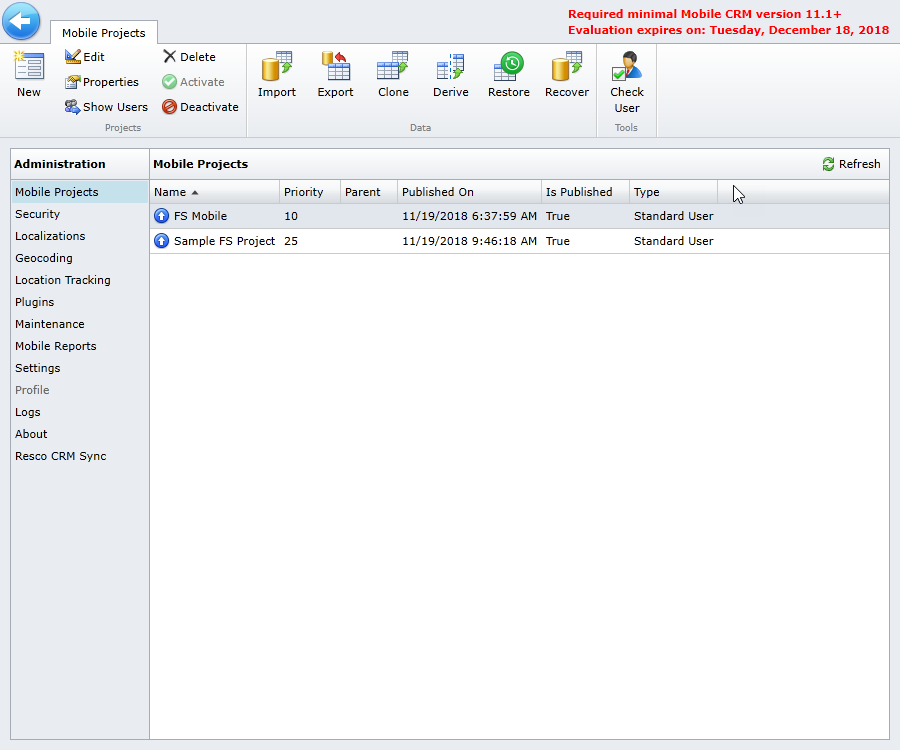 Required minimal Mobile CRM version 11.1+
Evaluation expires on: Tuesday, December 18, 2018
Mobile Projects
New
Edit
Properties
Show Users
Delete
Activate
Deactivate
Projects
Import
Export
Clone
Derive
Restore
Recover
Data
Check
User
Tools
Administration
Mobile Projects
Security
Localizations
Geocoding
Location Tracking
Plugins
Maintenance
Mobile Reports
Settings
Profile
Logs
About
Resco CRM Sync
Mobile Projects
Refresh
Name Priority Parent Published On Is Published Type
FS Mobile 10 11/19/2018 6:37:59 AM True Standard User
Sample FS Project 25 11/19/2018 9:46:18 AM True Standard User